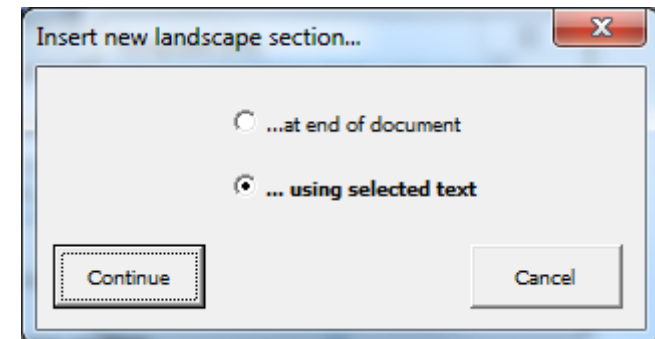 Insert new landscape section...
...at end of document
... using selected text
Continue
Cancel